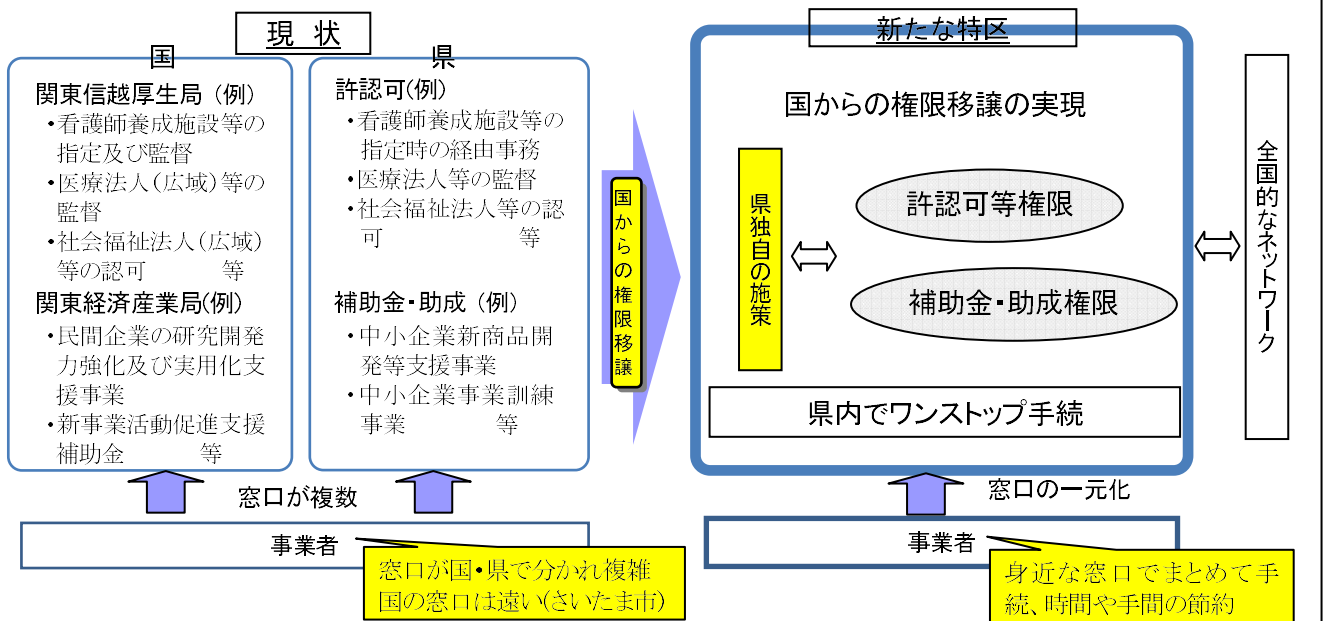 現 状
国
関東信越厚生局（例）
・看護師養成施設等の
指定及び監督
・医療法人（広域）等の
監督
・社会福祉法人（広域）
等の認可 等
関東経済産業局(例）
・民間企業の研究開発
力強化及び実用化支
援事業
・新事業活動促進支援
補助金 等
県
許認可(例）
・看護師養成施設等の
指定時の経由事務
・医療法人等の監督
・社会福祉法人等の認
可 等
補助金・助成（例）
・中小企業新商品開
発等支援事業
・中小企業事業訓練
事業 等
窓口が複数
事業者
窓口が国・県で分かれ複雑
国の窓口は遠い(さいたま市）
国からの権限移譲
新たな特区
国からの権限移譲の実現
県独自の施策
許認可等権限
補助金・助成権限
県内でワンストップ手続
窓口の一元化
事業者
身近な窓口でまとめて手
続、時間や手間の節約
全国的なネットワーク